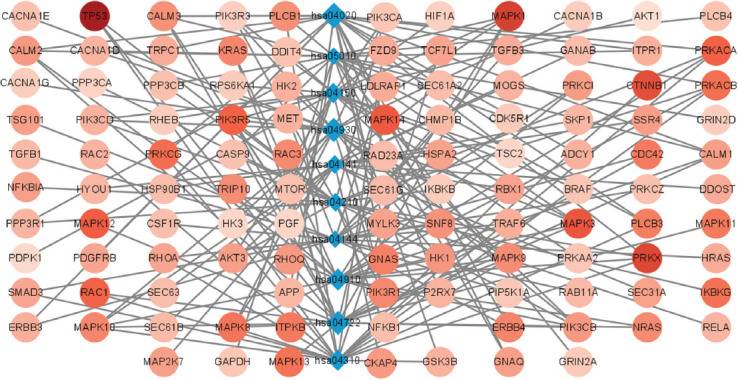 CACNA1E TP53 CALM3 PIK3R3 PLCB1 hsa04020 PIK3CA HIF1A MAPK1 CACNA1B AKT1 PLCB4
CALM2 CACNA1D TRPC1 KRAS DDIT4 FZD9 TCF7L1 TGFB3 GANAB ITPR1 PRKACA
hsa05010
CACNA1G PPP3CA PPP3CB RPS6KA1 HK2 hsa04150 LDLRAF1 SEC61A2 MOGS PRKCI CTNNB1 PRKACB
TSG101 PIK3CD RHEB PIK3R5 MET hsa04930 MAPK14 CHMP1B CDK5R1 SKP1 SSR4 GRIN2D
TGFB1 RAC2 PRKCG CASP9 RAC3 hsa04141 RAD23A HSPA2 TSC2 ADCY1 CDC42 CALM1
NFKBIA HYOU1 HSP90B1 TRIP10 MTOR SEC61G IKBKB RBX1 BRAF PRKCZ DDOST
hsa04210
PPP3R1 MAPK12 CSF1R HK3 PGF MYLK3 SNF8 TRAF6 MAPK3 PLCB3 MAPK11
hsa04144
PDPK1 PDGFRB RHOA AKT3 RHOQ GNAS HK1 MAPK9 PRKAA2 PRKX HRAS
hsa04910
SMAD3 RAC1 SEC63 APP PIK3R1 P2RX7 PIP5K1A RAB11A SEC31A IKBKG
ERBB3 MAPK10 SEC61B MAPK8 ITPKB hsa04722 NFKB1 ERBB4 PIK3CB NRAS RELA
MAP2K7 GAPDH MAPK13 hsa04310 CKAP4 GSK3B GNAQ GRIN2A